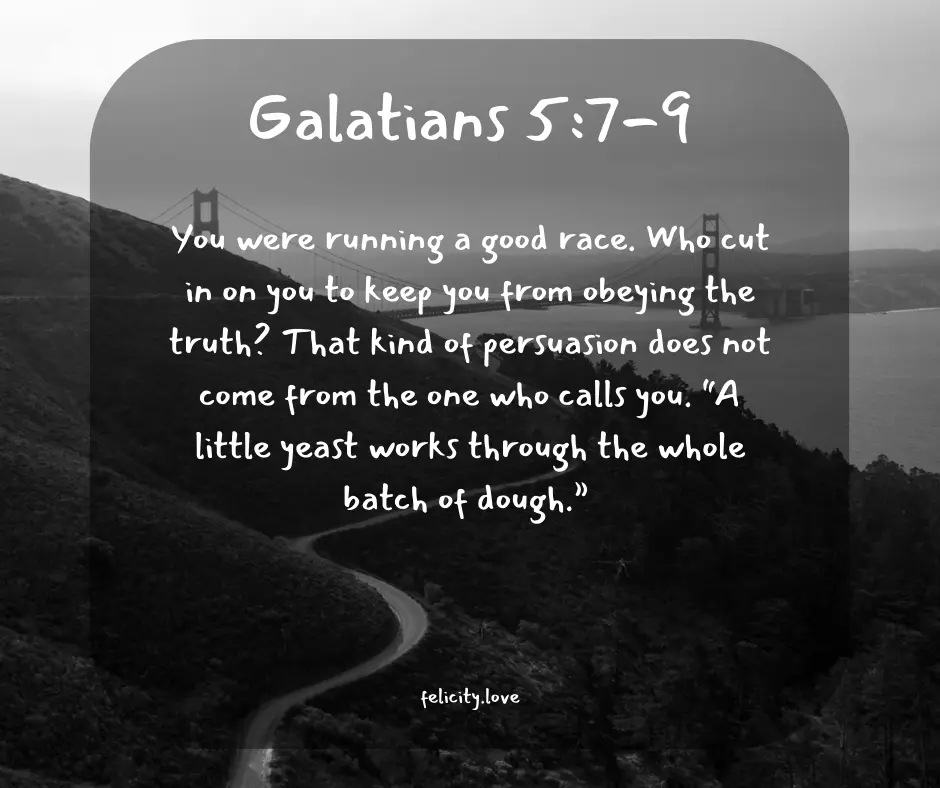 Galatians 5:7-9
You were running a good race. Who cut
in on you to keep you from obeying the
truth? That kind of persuasion does not
come from the one who calls you. “A
little yeast works through the whole
batch of dough.”
felicity.love